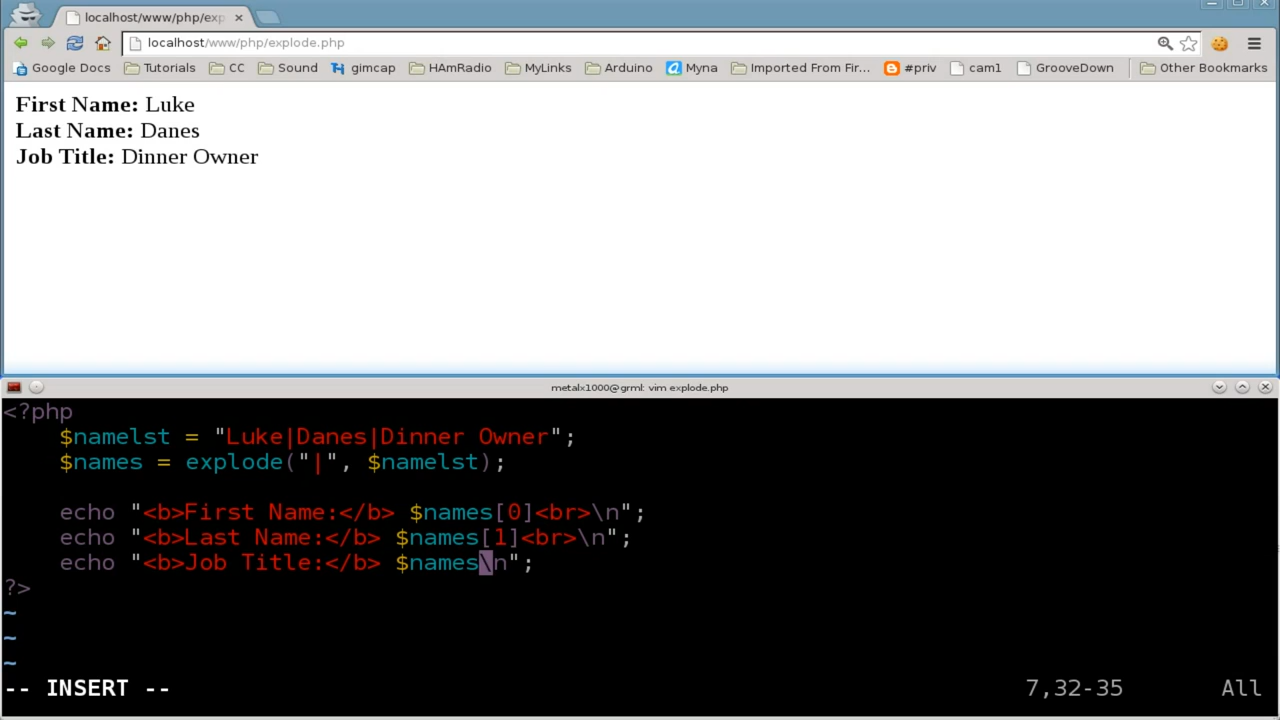 localhost/www/php/exp
localhost/www/php/explode.php
Google Docs Tutorials CC Sound gimcap HAmRadio MyLinks Arduino Myna Imported From Fir... #priv cam1 GrooveDown Other Bookmarks
First Name: Luke
Last Name: Danes
Job Title: Dinner Owner
metalx1000@grml: vim explode.php
<?php
$namelst = "Luke|Danes|Dinner Owner";
$names = explode("|", $namelst);
echo "<b>First Name:</b> $names[0]<br>\n";
echo "<b>Last Name:</b> $names[1]<br>\n";
echo "<b>Job Title:</b> $names\n";
?>
~
~
~
-- INSERT -- 7,32-35 All